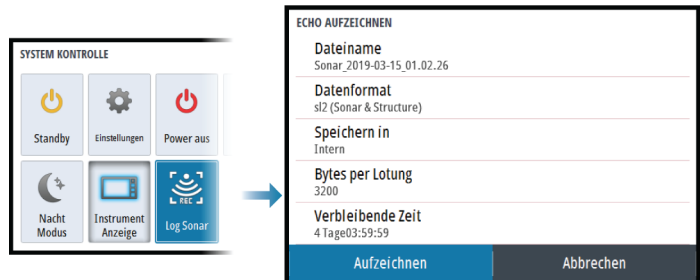 SYSTEM KONTROLLE
Standby
Einstellungen
Power aus
Nacht
Modus
Instrument
Anzeige
REC
Log Sonar
ECHO AUFZEICHNEN
Dateiname
Sonar_2019-03-15_01.02.26
Datenformat
sl2 (Sonar & Structure)
Speichern in
Intern
Bytes per Lotung
3200
Verbleibende Zeit
4 Tage03:59:59
Aufzeichnen
Abbrechen